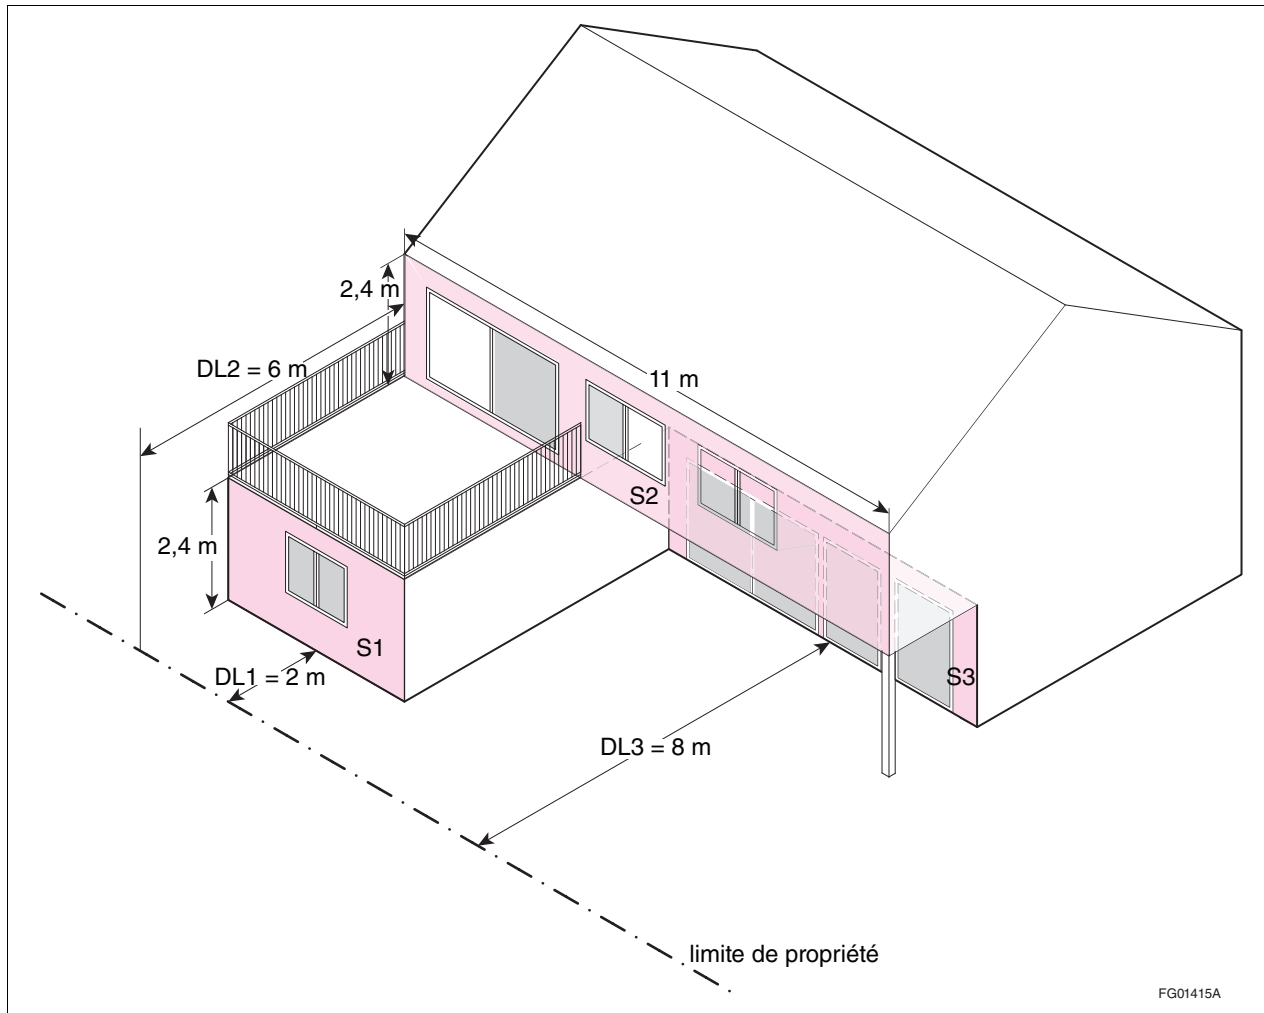 2,4 m
DL2 = 6 m
11 m
S2
2,4 m
S1
S3
DL1 = 2 m
DL3 = 8 m
limite de propriété
FG01415A